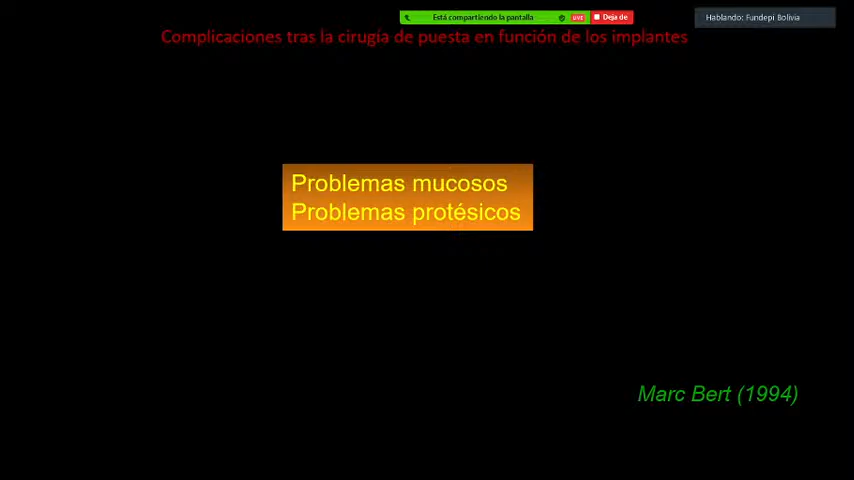 Está compartiendo la pantalla LIVE Deja de
Hablando: Fundepi Bolivia
Complicaciones tras la cirugía de puesta en función de los implantes
Problemas mucosos
Problemas protésicos
Marc Bert (1994)